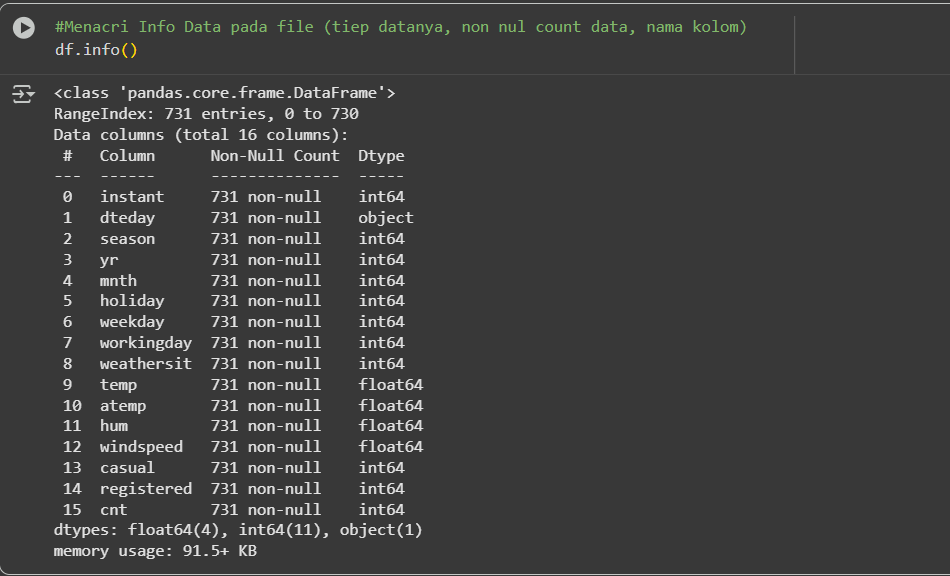 #Menacri Info Data pada file (tiep datanya, non nul count data, nama kolom)
df.info()
<class 'pandas.core.frame.DataFrame'>
RangeIndex: 731 entries, 0 to 730
Data columns (total 16 columns):
 #   Column      Non-Null Count  Dtype
---  ------      --------------  -----
 0   instant     731 non-null    int64
 1   dteday      731 non-null    object
 2   season      731 non-null    int64
 3   yr          731 non-null    int64
 4   mnth        731 non-null    int64
 5   holiday     731 non-null    int64
 6   weekday     731 non-null    int64
 7   workingday  731 non-null    int64
 8   weathersit  731 non-null    int64
 9   temp        731 non-null    float64
 10  atemp       731 non-null    float64
 11  hum         731 non-null    float64
 12  windspeed   731 non-null    float64
 13  casual      731 non-null    int64
 14  registered  731 non-null    int64
 15  cnt         731 non-null    int64
dtypes: float64(4), int64(11), object(1)
memory usage: 91.5+ KB